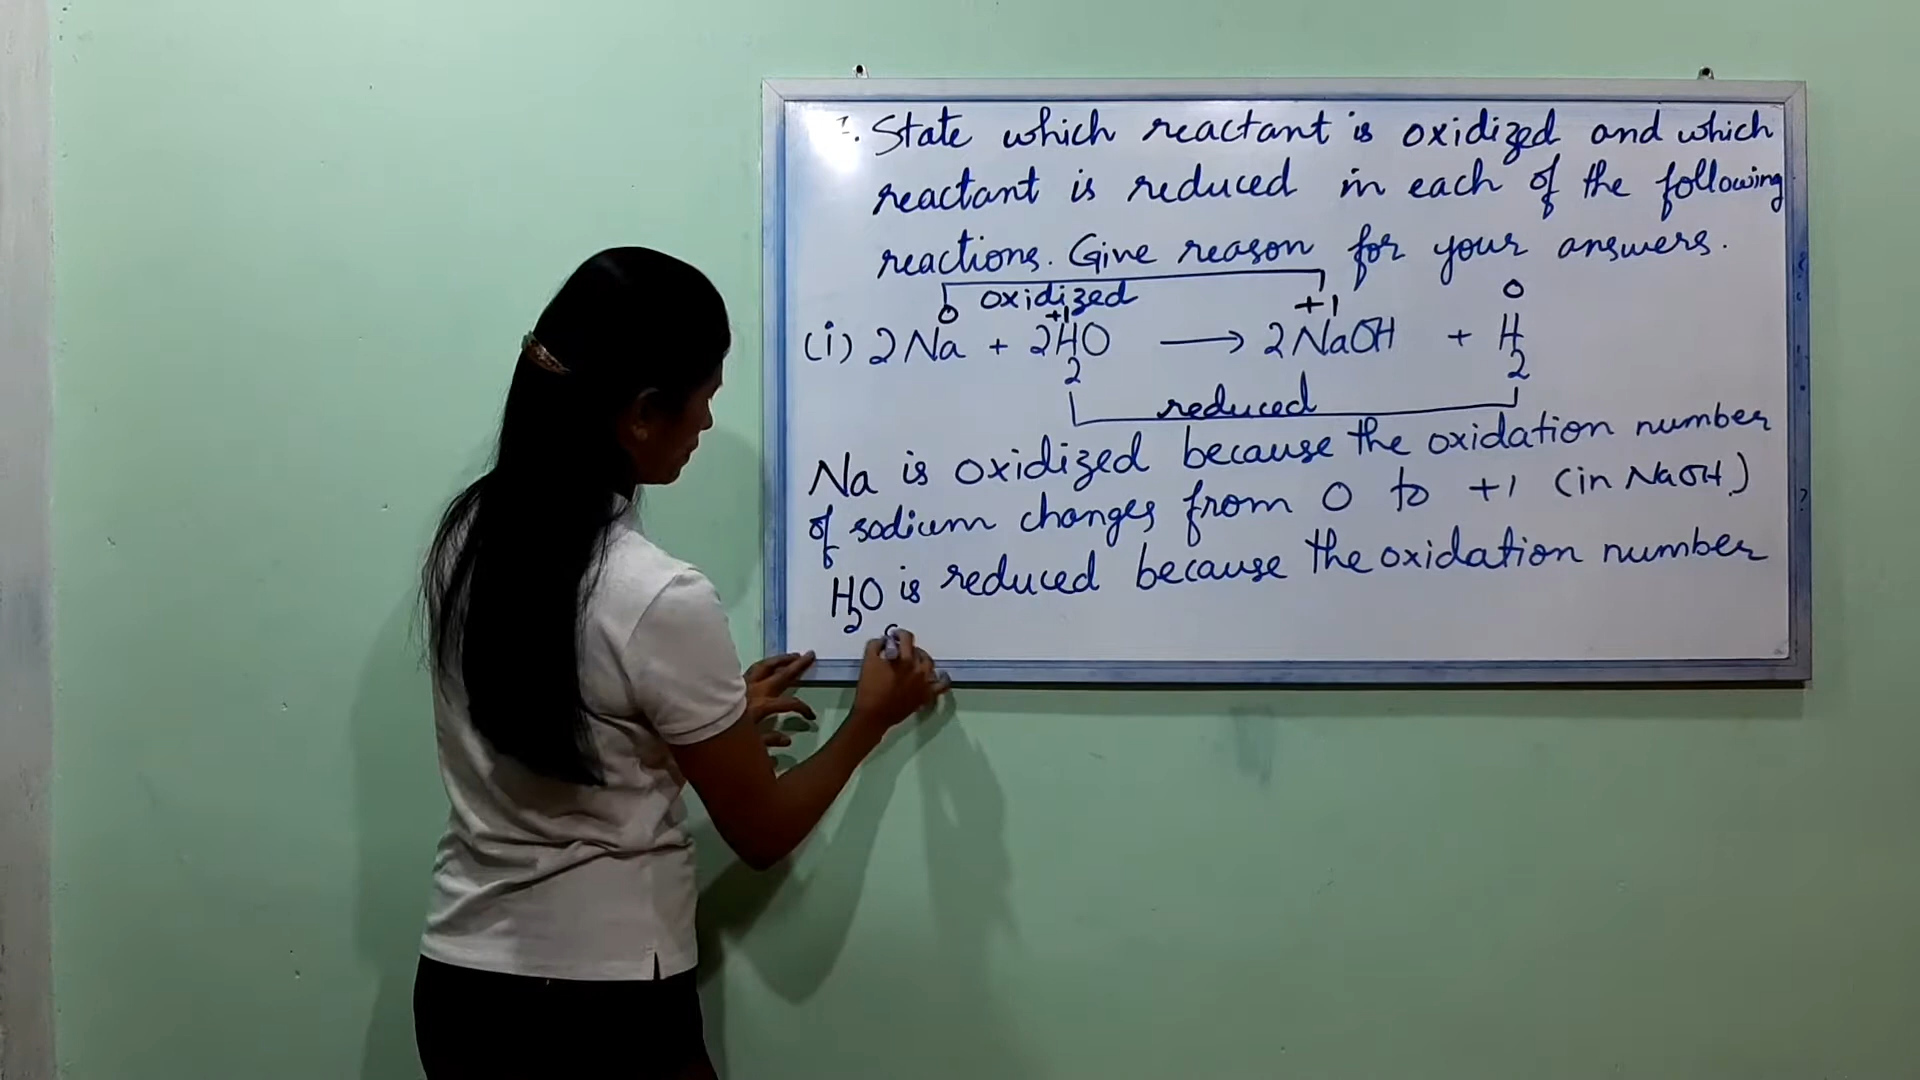 State which reactant is oxidized and which
reactant is reduced in each of the following
reactions. Give reason for your answers.
oxidized
0 +1 +1 0
(i) 2Na + 2H₂O → 2NaOH + H₂
reduced
Na is oxidized because the oxidation number
of sodium changes from 0 to +1 (in NaOH.)
H₂O is reduced because the oxidation number